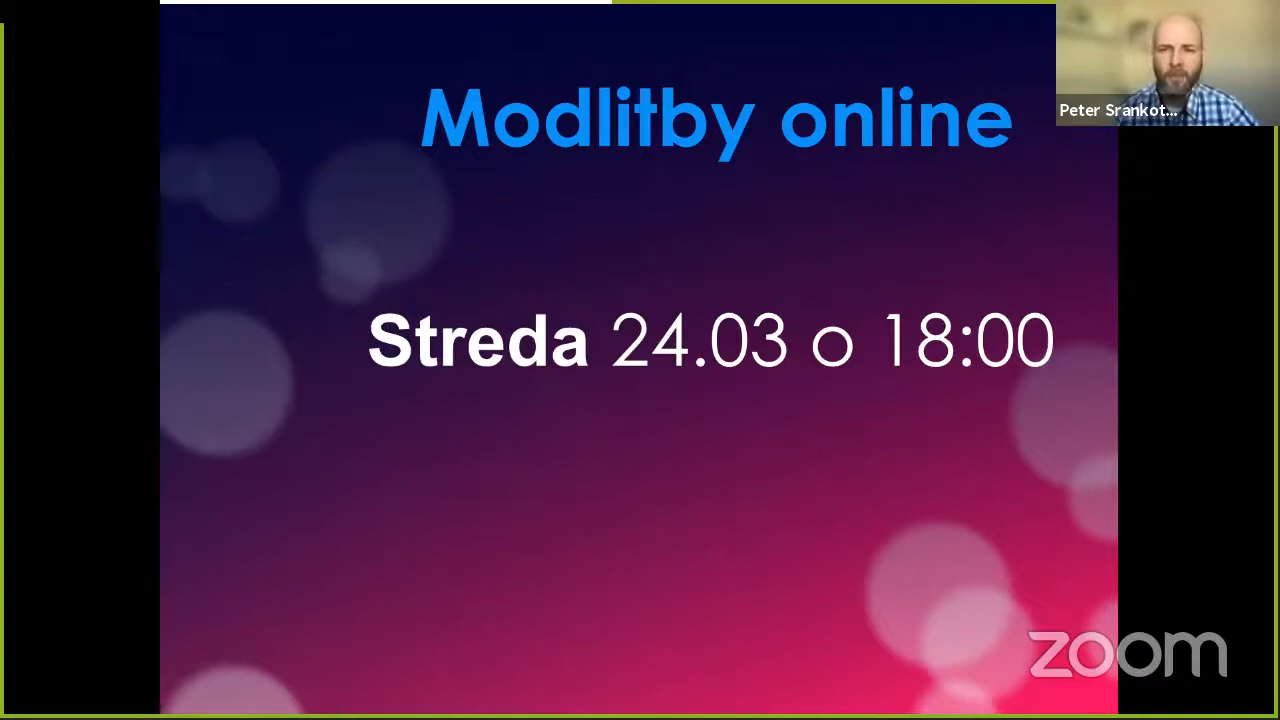 Modlitby online
Peter Srankot...
Streda 24.03 o 18:00
zoom